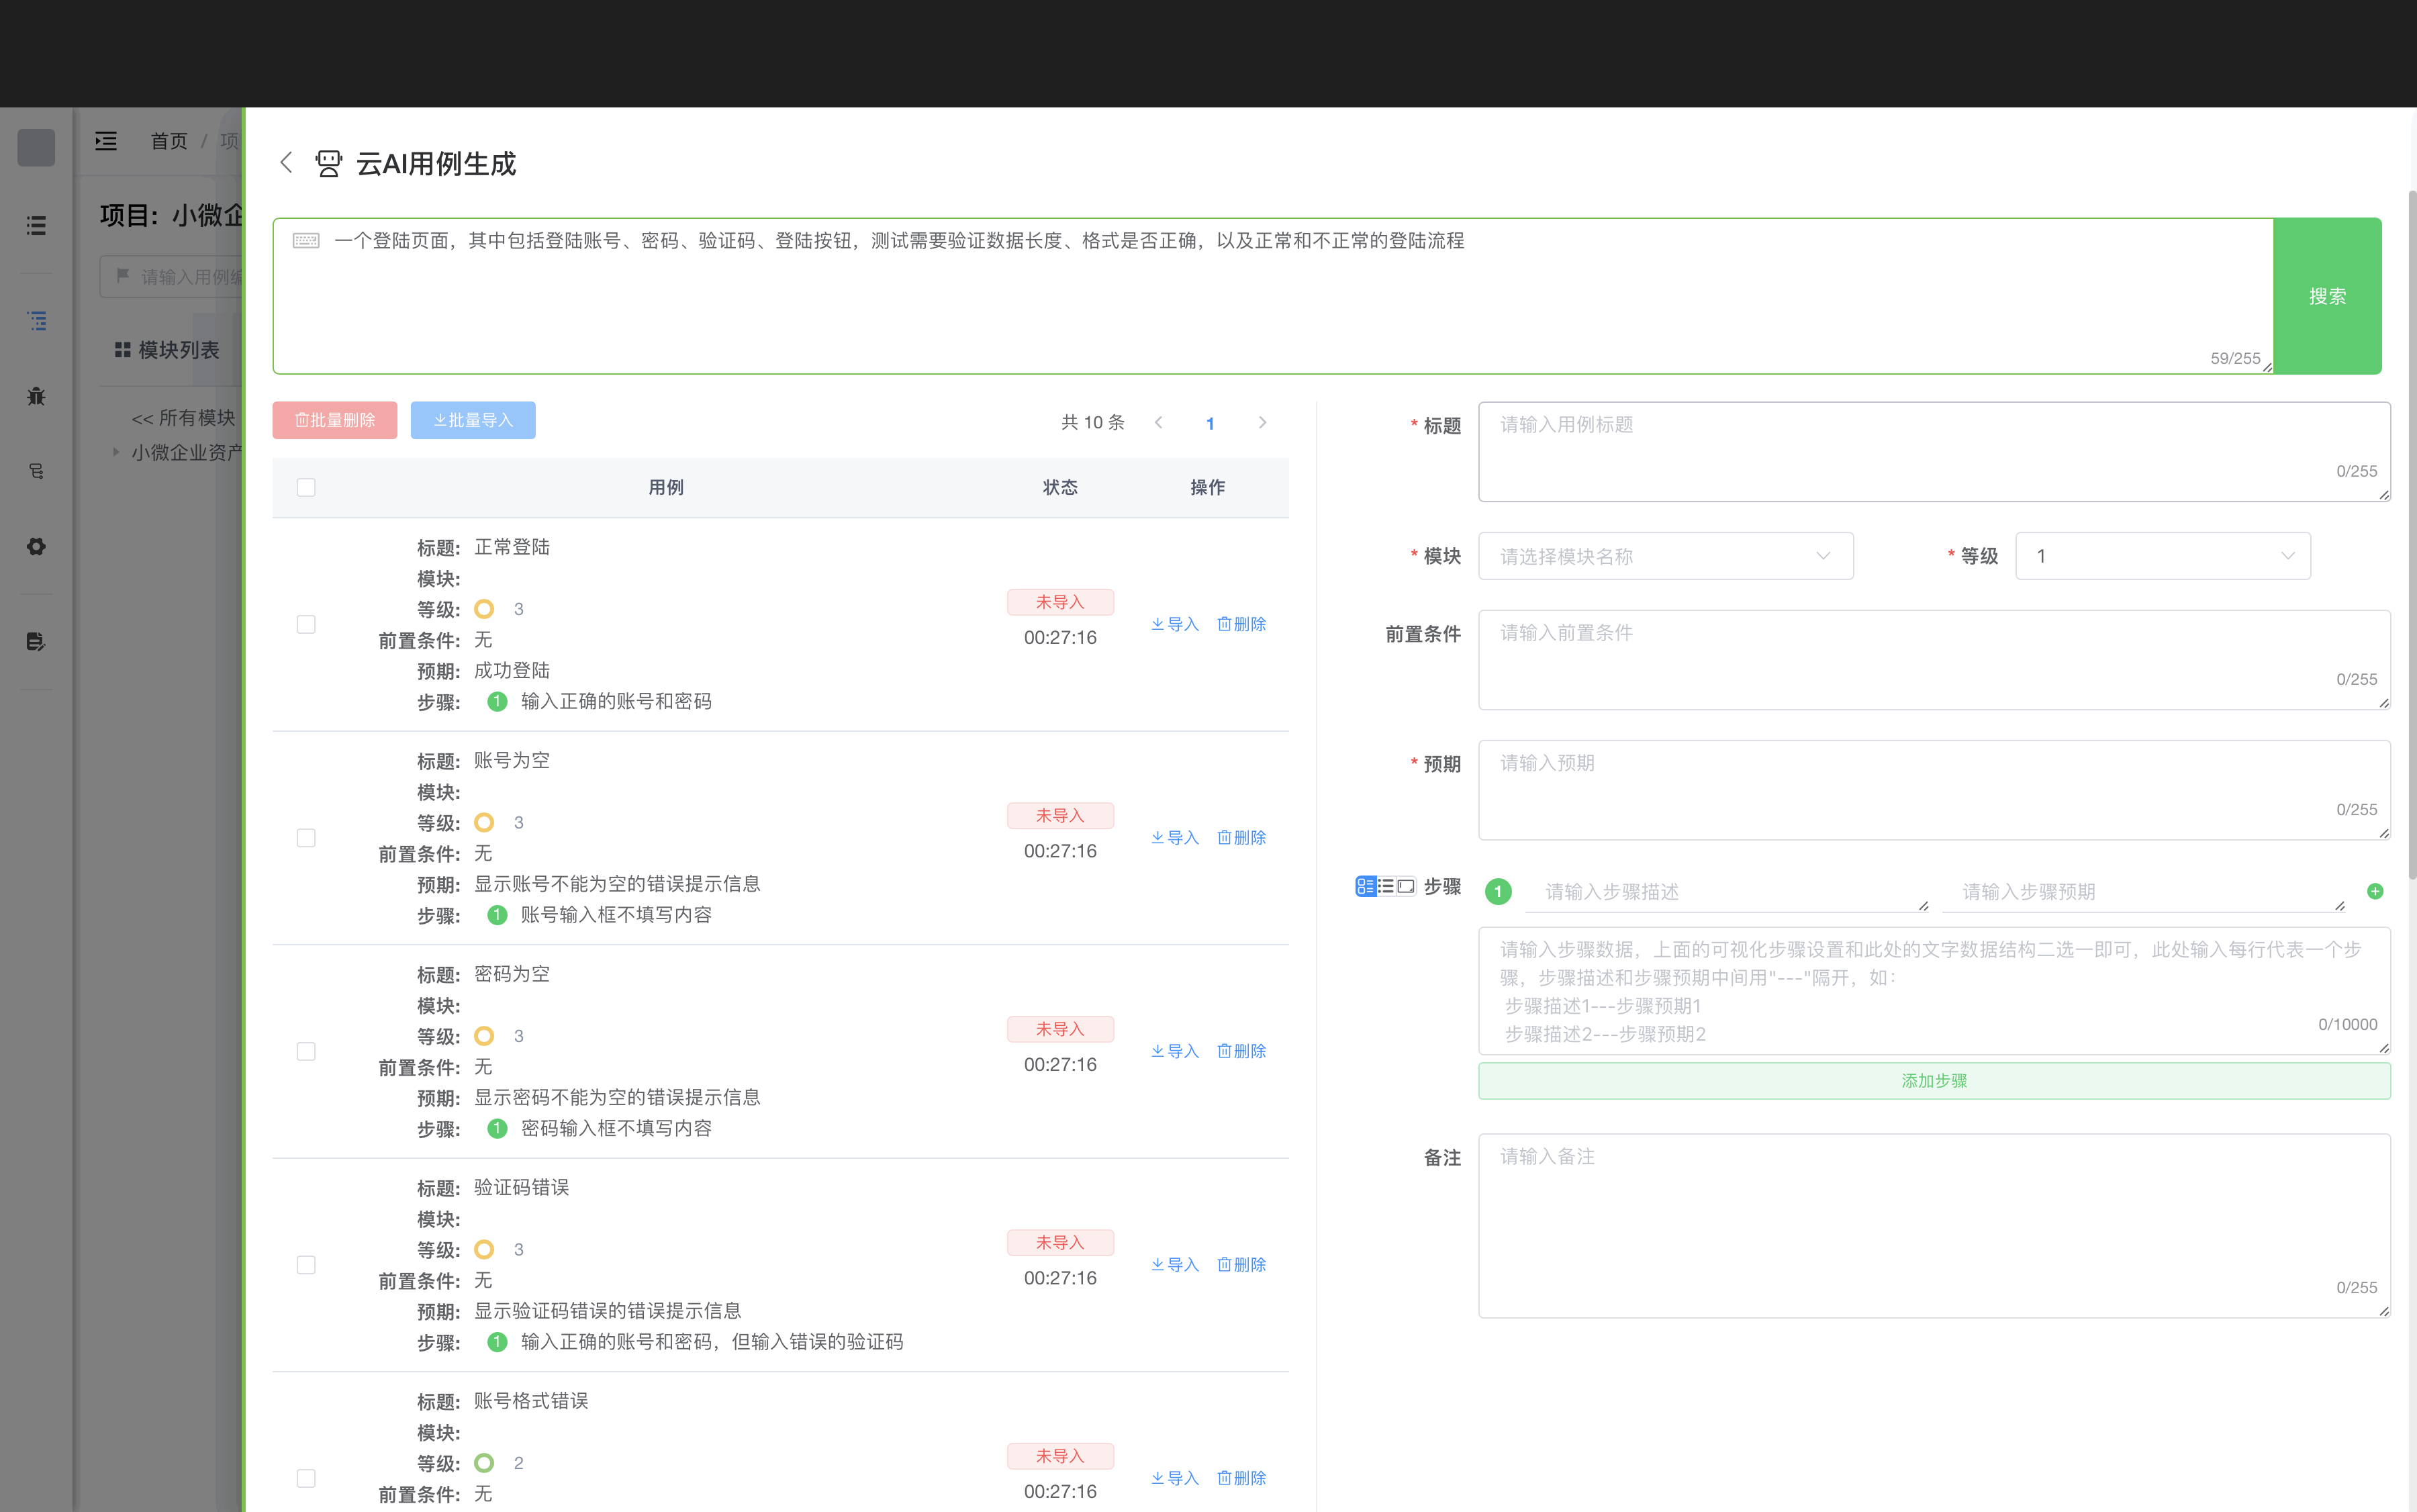 首页 / 项
项目: 小微企
请输入用例编
模块列表
<< 所有模块
小微企业资产
云AI用例生成
一个登陆页面，其中包括登陆账号、密码、验证码、登陆按钮，测试需要验证数据长度、格式是否正确，以及正常和不正常的登陆流程
59/255
搜索
批量删除 批量导入 共 10 条 1
用例 状态 操作
标题: 正常登陆
模块:
等级: 3
前置条件: 无
预期: 成功登陆
步骤: 1 输入正确的账号和密码
未导入
00:27:16
导入 删除
标题: 账号为空
模块:
等级: 3
前置条件: 无
预期: 显示账号不能为空的错误提示信息
步骤: 1 账号输入框不填写内容
未导入
00:27:16
导入 删除
标题: 密码为空
模块:
等级: 3
前置条件: 无
预期: 显示密码不能为空的错误提示信息
步骤: 1 密码输入框不填写内容
未导入
00:27:16
导入 删除
标题: 验证码错误
模块:
等级: 3
前置条件: 无
预期: 显示验证码错误的错误提示信息
步骤: 1 输入正确的账号和密码，但输入错误的验证码
未导入
00:27:16
导入 删除
标题: 账号格式错误
模块:
等级: 2
前置条件: 无
未导入
00:27:16
导入 删除
* 标题 请输入用例标题
0/255
* 模块 请选择模块名称 * 等级 1
前置条件 请输入前置条件
0/255
* 预期 请输入预期
0/255
步骤 1 请输入步骤描述 请输入步骤预期
请输入步骤数据，上面的可视化步骤设置和此处的文字数据结构二选一即可，此处输入每行代表一个步
骤，步骤描述和步骤预期中间用"---"隔开，如：
步骤描述1---步骤预期1
步骤描述2---步骤预期2
0/10000
添加步骤
备注 请输入备注
0/255